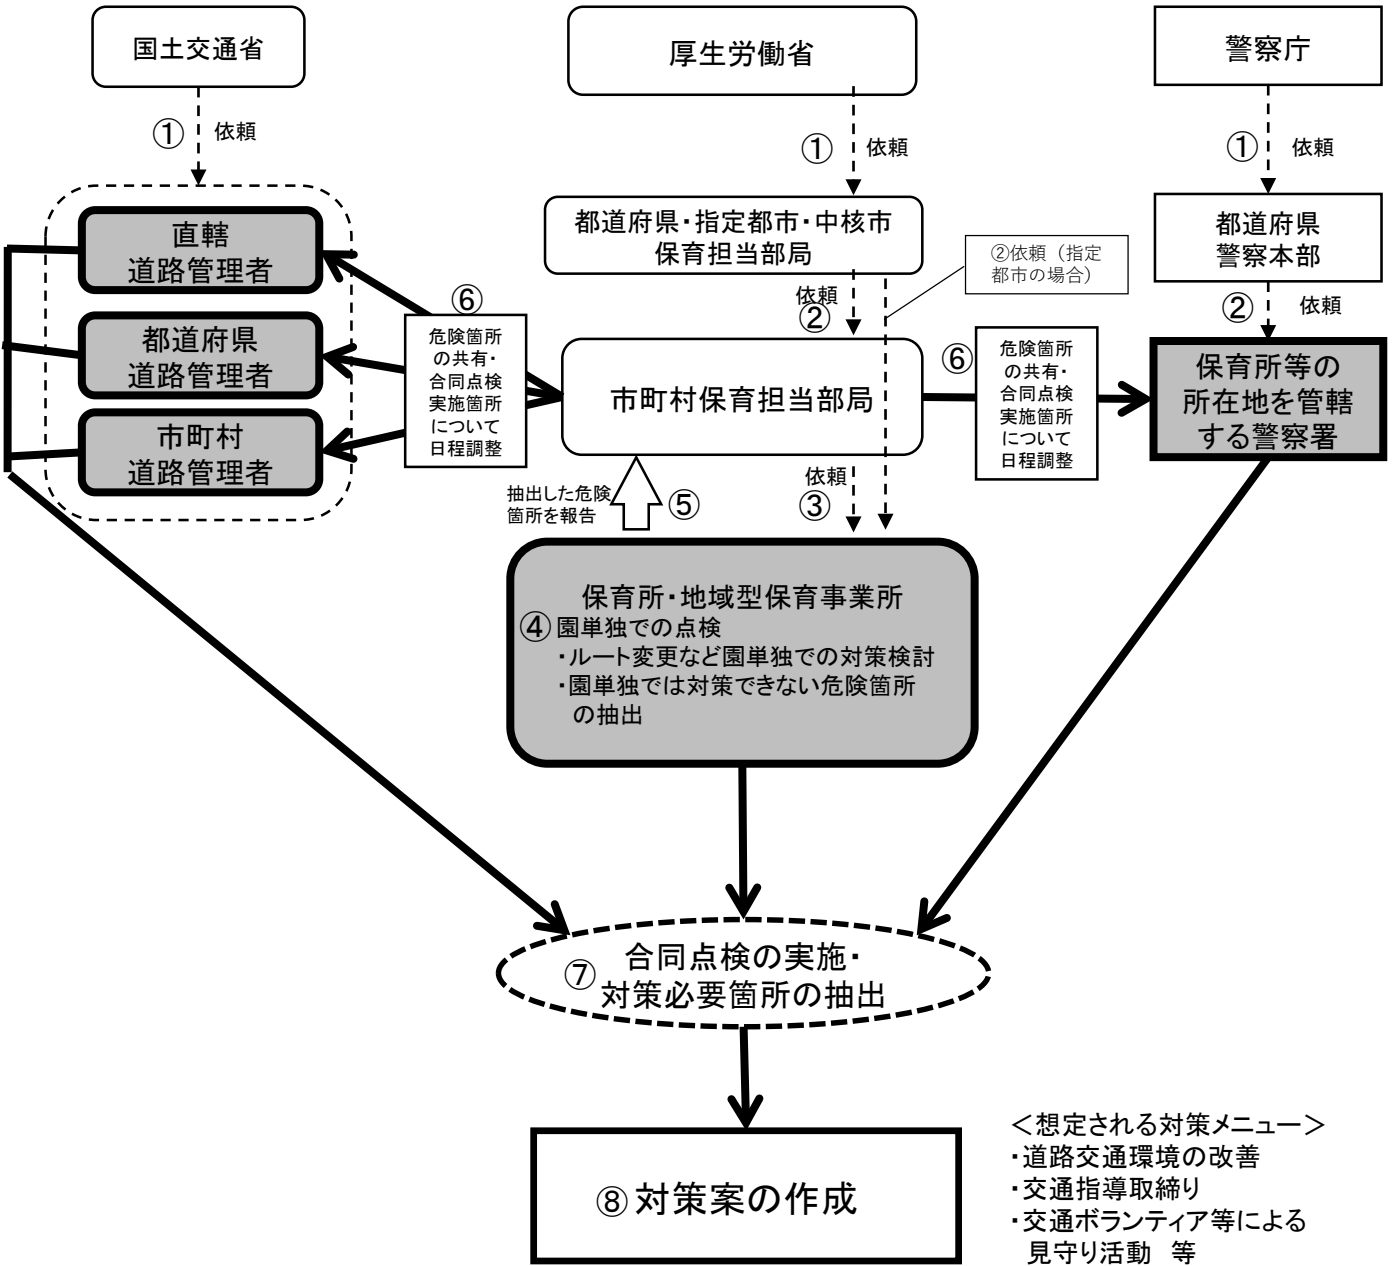 国土交通省
厚生労働省
警察庁
① 依頼
① 依頼
① 依頼
直轄
道路管理者
都道府県
道路管理者
市町村
道路管理者
都道府県・指定都市・中核市
保育担当部局
②依頼（指定
都市の場合）
都道府県
警察本部
依頼
②
② 依頼
⑥
危険箇所
の共有・
合同点検
実施箇所
について
日程調整
市町村保育担当部局
⑥
危険箇所
の共有・
合同点検
実施箇所
について
日程調整
保育所等の
所在地を管轄
する警察署
抽出した危険
箇所を報告
⑤
依頼
③
保育所・地域型保育事業所
④園単独での点検
・ルート変更など園単独での対策検討
・園単独では対策できない危険箇所
の抽出
⑦
合同点検の実施・
対策必要箇所の抽出
⑧対策案の作成
＜想定される対策メニュー＞
・道路交通環境の改善
・交通指導取締り
・交通ボランティア等による
見守り活動　等